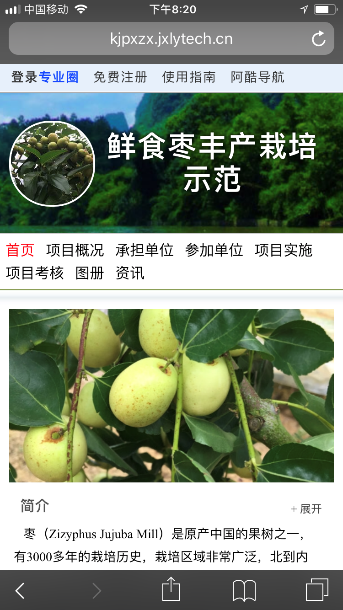 中国移动 下午8:20
kjpxzx.jxlytech.cn
登录专业圈 免费注册 使用指南 阿酷导航
鲜食枣丰产栽培
示范
首页 项目概况 承担单位 参加单位 项目实施
项目考核 图册 资讯
简介 + 展开
枣（Zizyphus Jujuba Mill）是原产中国的果树之一，
有3000多年的栽培历史，栽培区域非常广泛，北到内